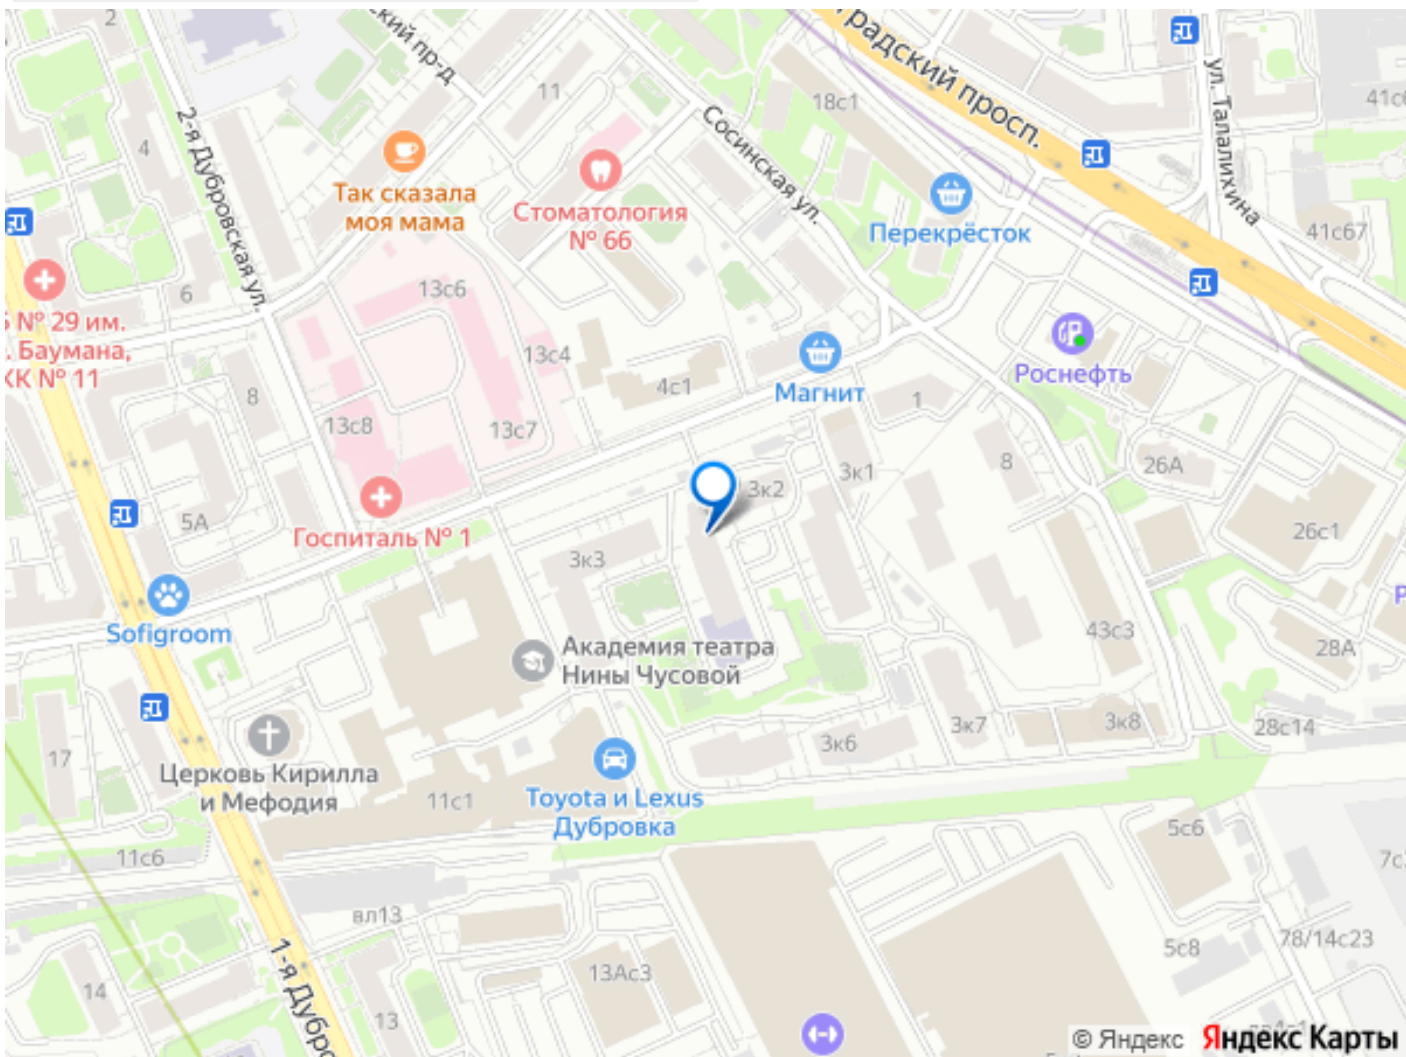 2
ский пр-д
11
4
2-я Дубровская ул.
Так сказала
моя мама
Стоматология
№ 66
18с1
градский просп.
Сосинская ул.
ул. Талалихина
41с6
Перекрёсток
41с67
6
Б № 29 им.
. Баумана,
КК № 11
13с6
13с4
8
13с8
13с7
4с1
Магнит
1
Роснефть
Госпиталь № 1
5А
3к2
3к1
8
26А
26с1
3к3
Sofigroom
Академия театра
Нины Чусовой
43с3
28А
Р
17
Церковь Кирилла
и Мефодия
11с1
Toyota и Lexus
Дубровка
3к6
3к7
3к8
28с14
11с6
5с6
7с
вл13
1-я Дубро
14
13
13Ас3
5с8
78/14с23
© Яндекс Яндекс Карты